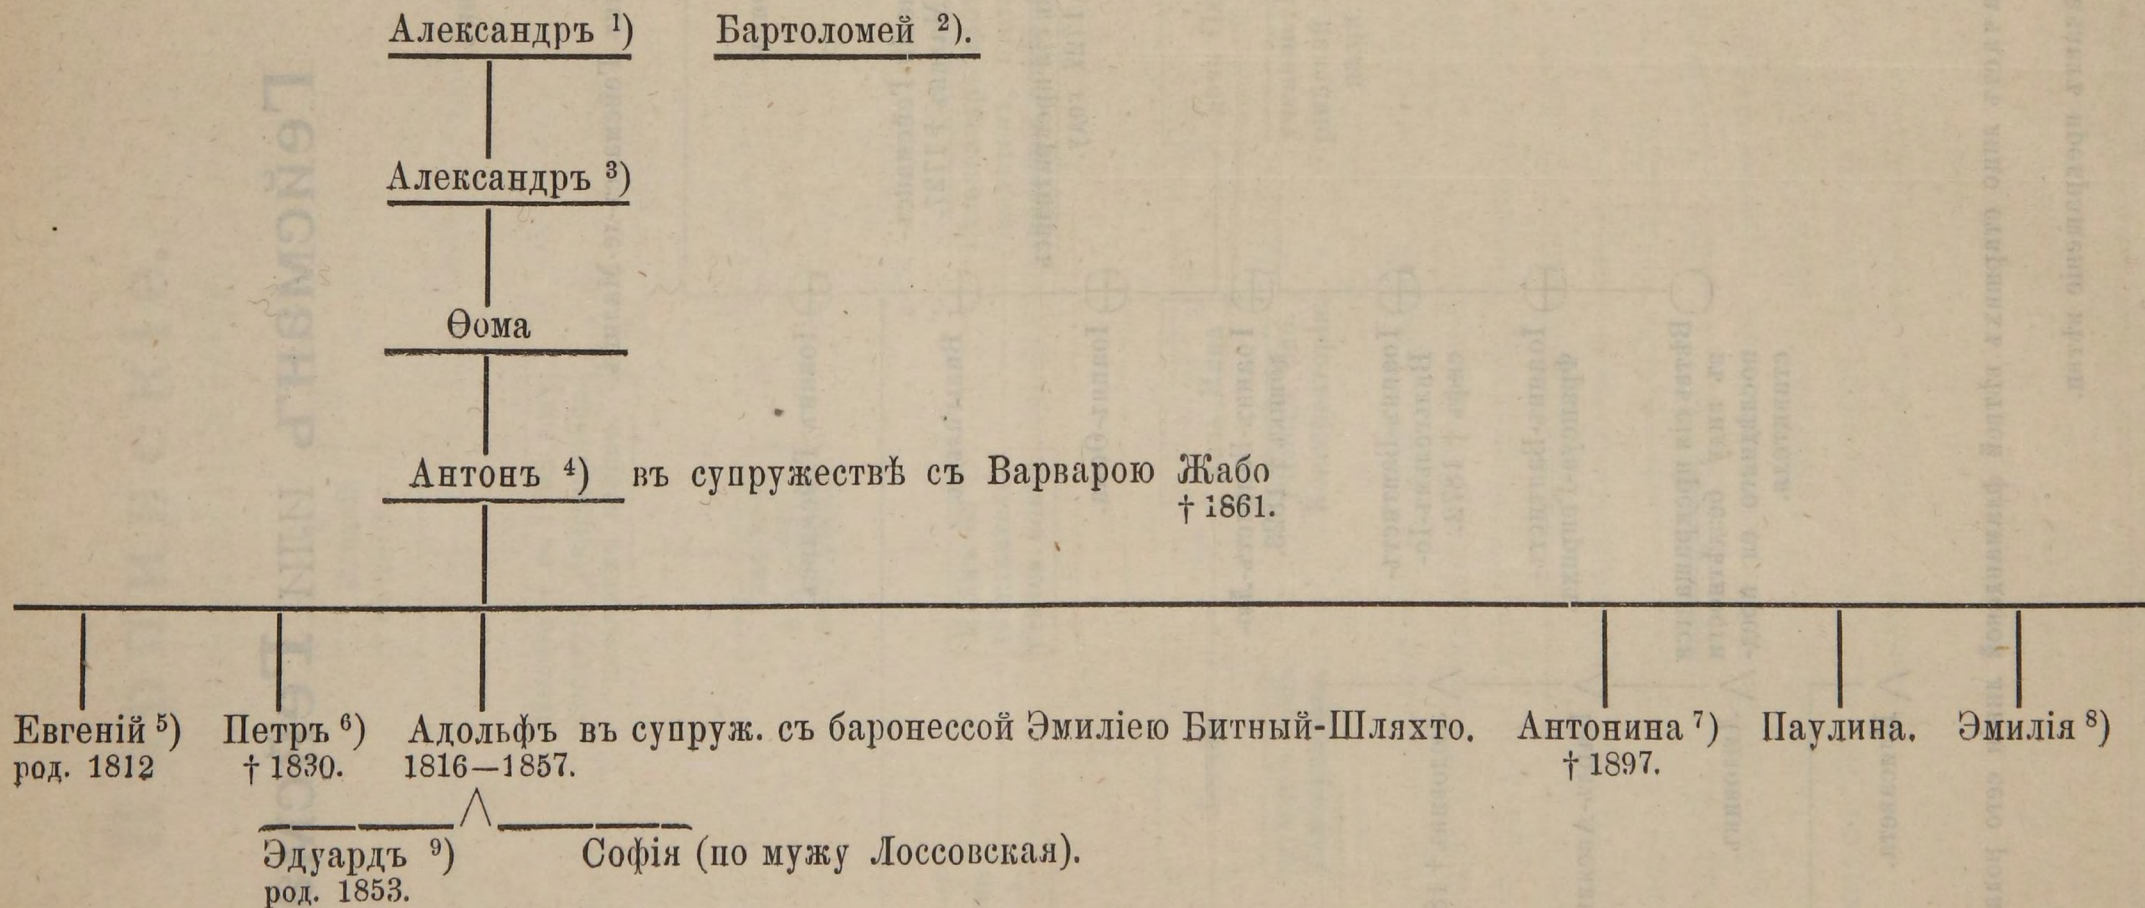 Александръ ¹) Бартоломей ²).
Александръ ³)
Ѳома
Антонъ ⁴) въ супружествѣ съ Варварою Жабо
† 1861.
Евгеній ⁵) Петръ ⁶) Адольфъ въ супруж. съ баронессой Эмиліею Битный-Шляхто. Антонина ⁷) Паулина. Эмилія ⁸)
род. 1812 † 1830. 1816—1857. † 1897.
Эдуардъ ⁹) Софія (по мужу Лоссовская).
род. 1853.